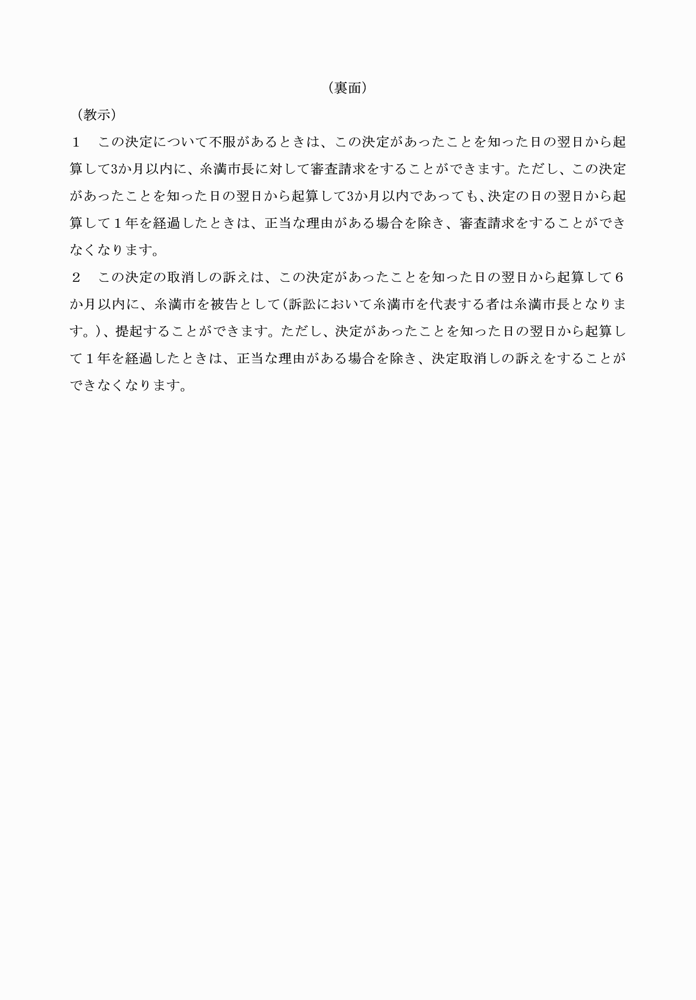 （裏面）
（教示）
１　この決定について不服があるときは、この決定があったことを知った日の翌日から起
算して3か月以内に、糸満市長に対して審査請求をすることができます。ただし、この決定
があったことを知った日の翌日から起算して3か月以内であっても、決定の日の翌日から起
算して１年を経過したときは、正当な理由がある場合を除き、審査請求をすることができ
なくなります。
２　この決定の取消しの訴えは、この決定があったことを知った日の翌日から起算して６
か月以内に、糸満市を被告として(訴訟において糸満市を代表する者は糸満市長となりま
す。)、提起することができます。ただし、決定があったことを知った日の翌日から起算し
て１年を経過したときは、正当な理由がある場合を除き、決定取消しの訴えをすることが
できなくなります。